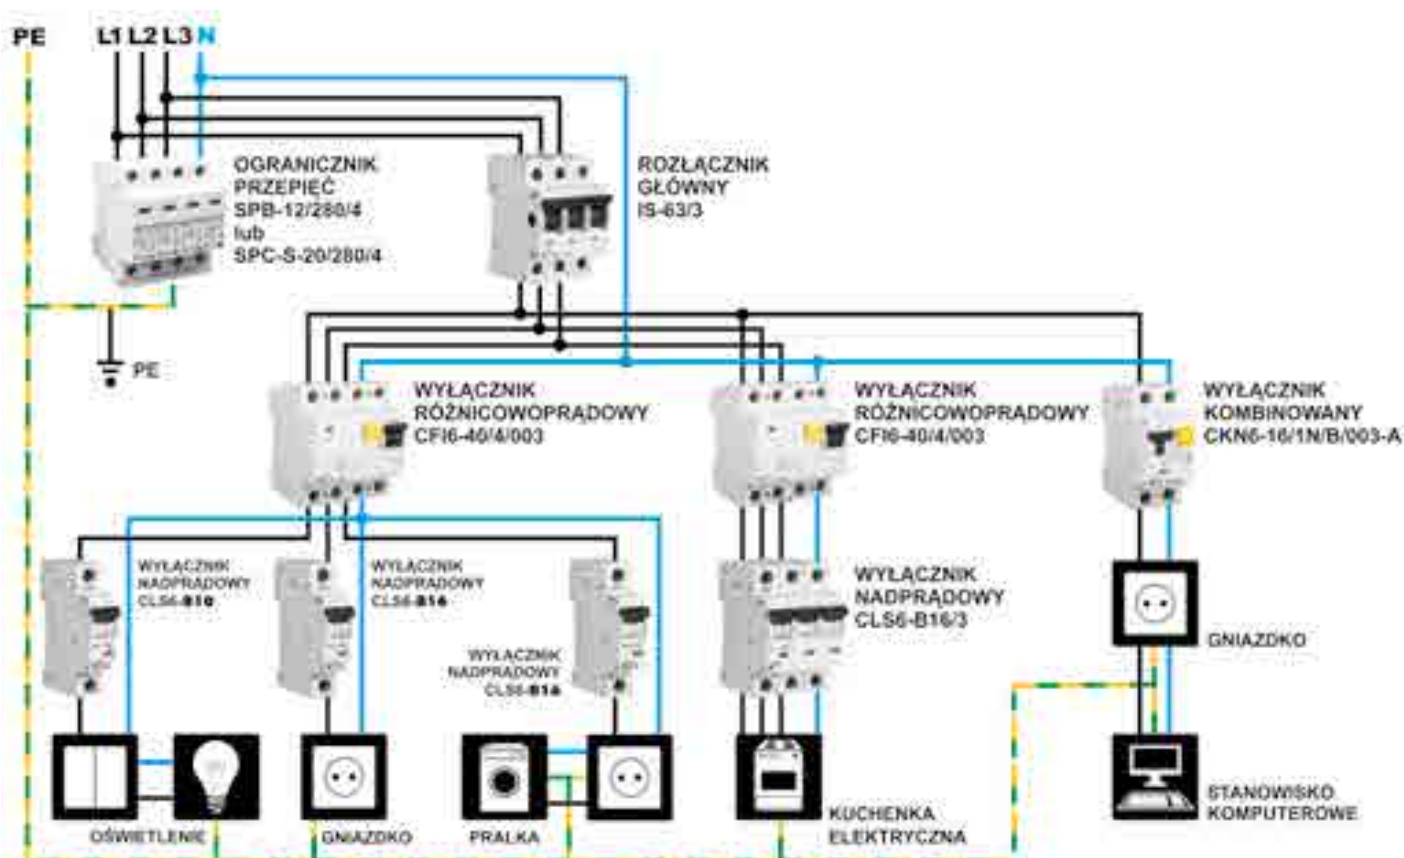 PE L1 L2 L3 N
OGRANICZNIK
PRZEPIĘĆ
SPB-12/280/4
lub
SPC-S-20/280/4
ROZŁĄCZNIK
GŁÓWNY
IS-63/3
PE
WYŁĄCZNIK
RÓŻNICOWOPRĄDOWY
CFI6-40/4/003
WYŁĄCZNIK
RÓŻNICOWOPRĄDOWY
CFI6-40/4/003
WYŁĄCZNIK
KOMBINOWANY
CKN6-16/1N/B/003-A
WYŁĄCZNIK
NADPRĄDOWY
CLS6-B10
WYŁĄCZNIK
NADPRĄDOWY
CLS6-B16
WYŁĄCZNIK
NADPRĄDOWY
CLS6-B16
WYŁĄCZNIK
NADPRĄDOWY
CLS6-B16/3
GNIAZDKO
OŚWIETLENIE
GNIAZDKO
PRALKA
KUCHENKA
ELEKTRYCZNA
STANOWISKO
KOMPUTEROWE